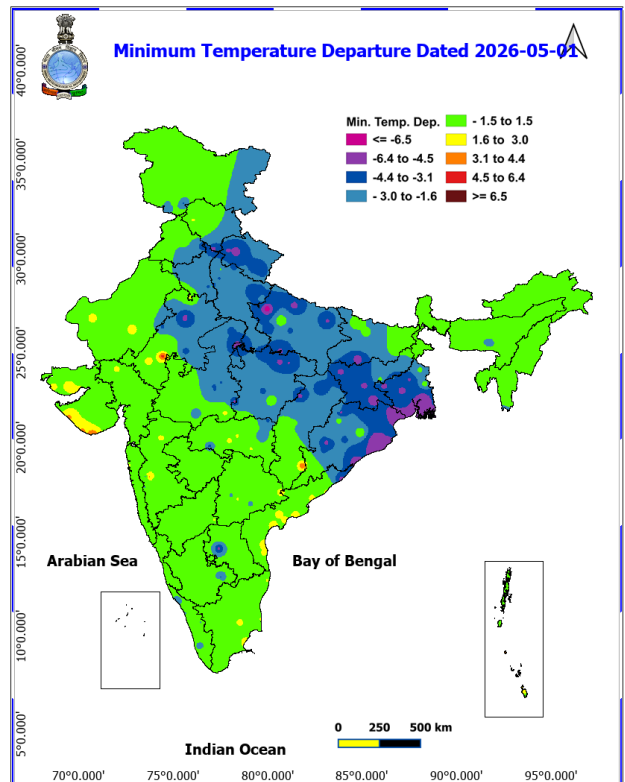 Minimum Temperature Departure Dated 2026-05-01
Min. Temp. Dep.
<= -6.5
-6.4 to -4.5
-4.4 to -3.1
- 3.0 to -1.6
- 1.5 to 1.5
1.6 to 3.0
3.1 to 4.4
4.5 to 6.4
>= 6.5
40°0.000'
35°0.000'
30°0.000'
25°0.000'
20°0.000'
15°0.000'
10°0.000'
5°0.000'
Arabian Sea
Bay of Bengal
Indian Ocean
0 250 500 km
70°0.000' 75°0.000' 80°0.000' 85°0.000' 90°0.000' 95°0.000'